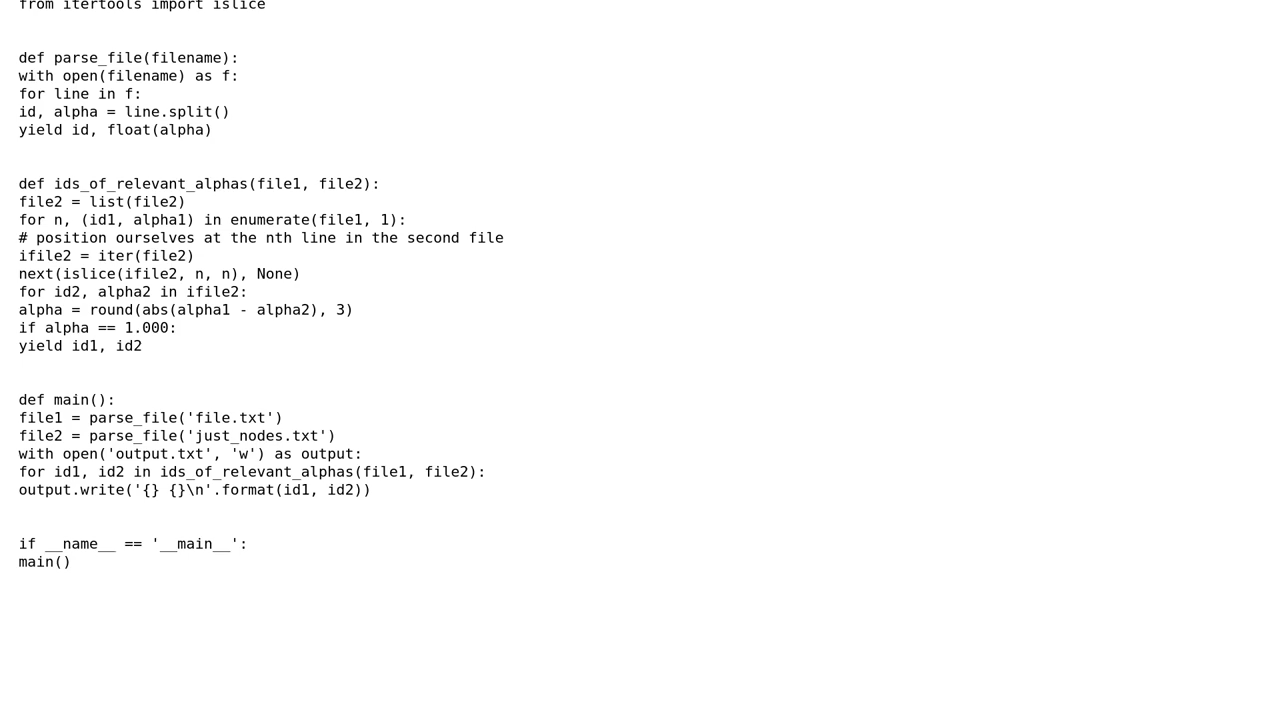 from itertools import islice
def parse_file(filename):
with open(filename) as f:
for line in f:
id, alpha = line.split()
yield id, float(alpha)
def ids_of_relevant_alphas(file1, file2):
file2 = list(file2)
for n, (id1, alpha1) in enumerate(file1, 1):
# position ourselves at the nth line in the second file
ifile2 = iter(file2)
next(islice(ifile2, n, n), None)
for id2, alpha2 in ifile2:
alpha = round(abs(alpha1 - alpha2), 3)
if alpha == 1.000:
yield id1, id2
def main():
file1 = parse_file('file.txt')
file2 = parse_file('just_nodes.txt')
with open('output.txt', 'w') as output:
for id1, id2 in ids_of_relevant_alphas(file1, file2):
output.write('{} {}\n'.format(id1, id2))
if __name__ == '__main__':
main()